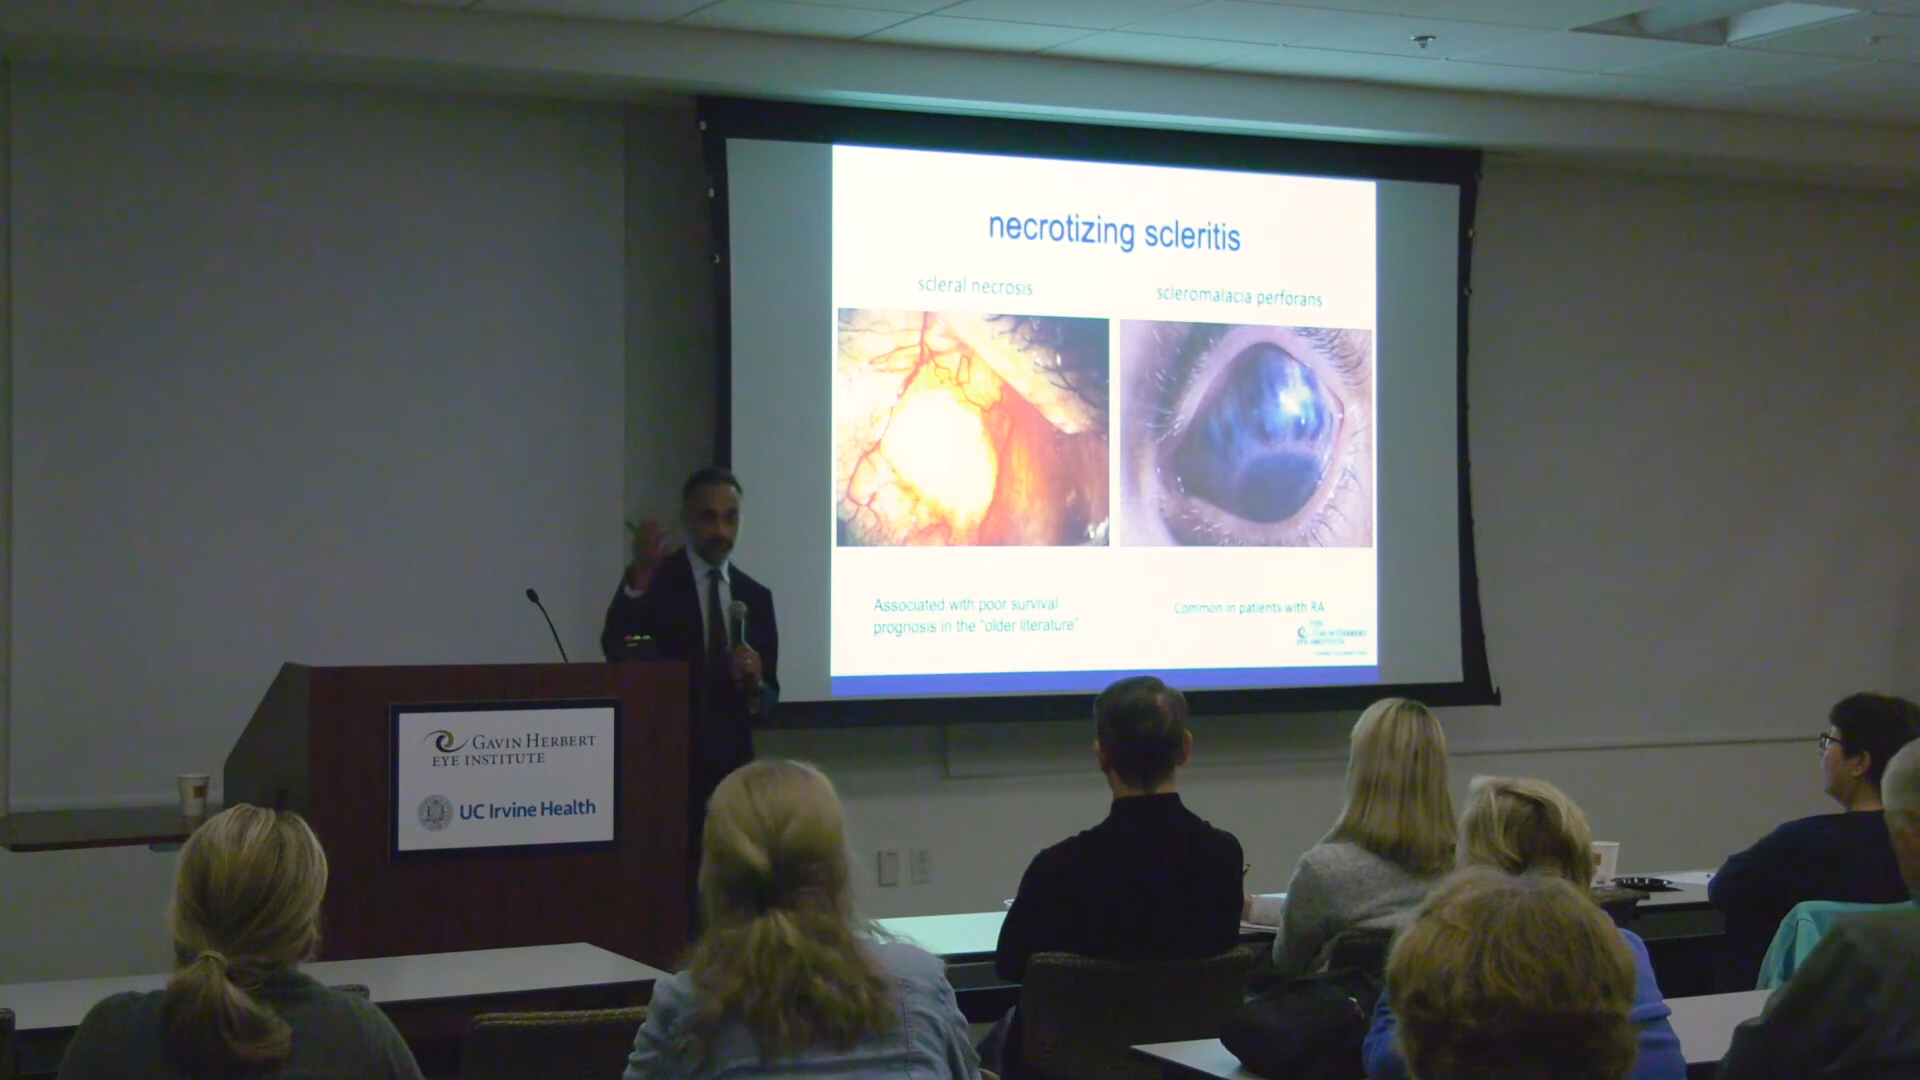 necrotizing scleritis
scleral necrosis
scleromalacia perforans
Associated with poor survival
prognosis in the "older literature"
Common in patients with RA
GAVIN HERBERT
EYE INSTITUTE
UC Irvine Health